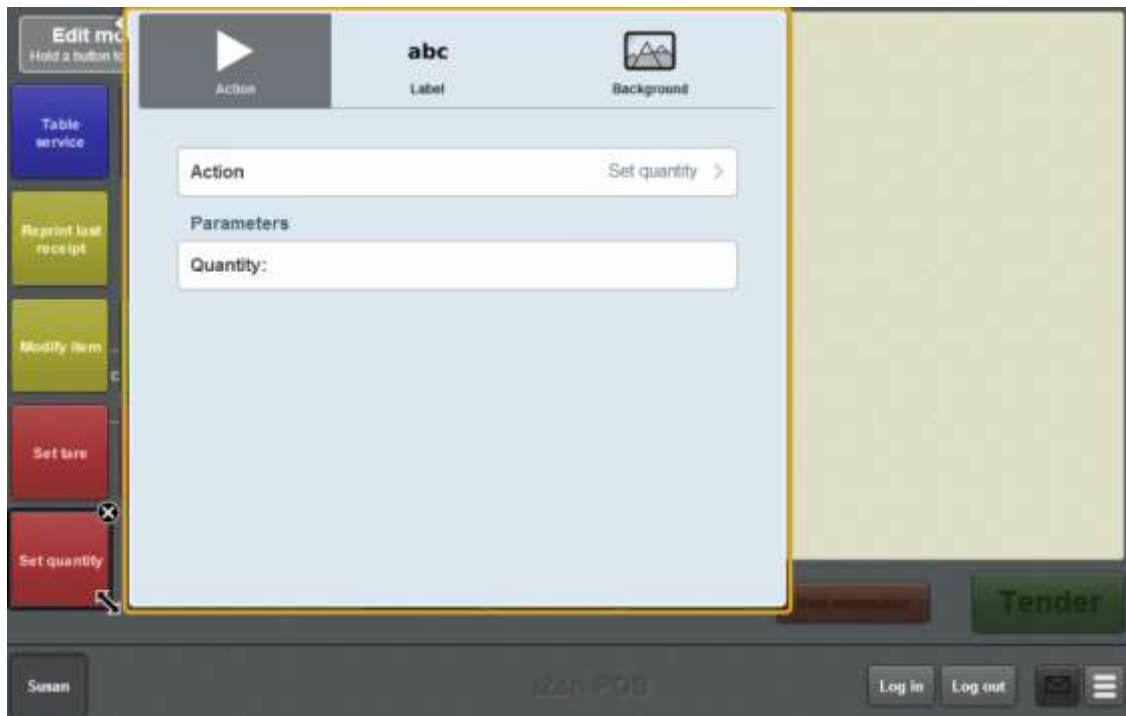 Edit mo
Hold a button to
abc
Action
Label
Background
Table
service
Action
Set quantity
Reprint last
receipt
Parameters
Quantity:
Modify item
Set tare
Set quantity
Tender
Susan
Log in
Log out